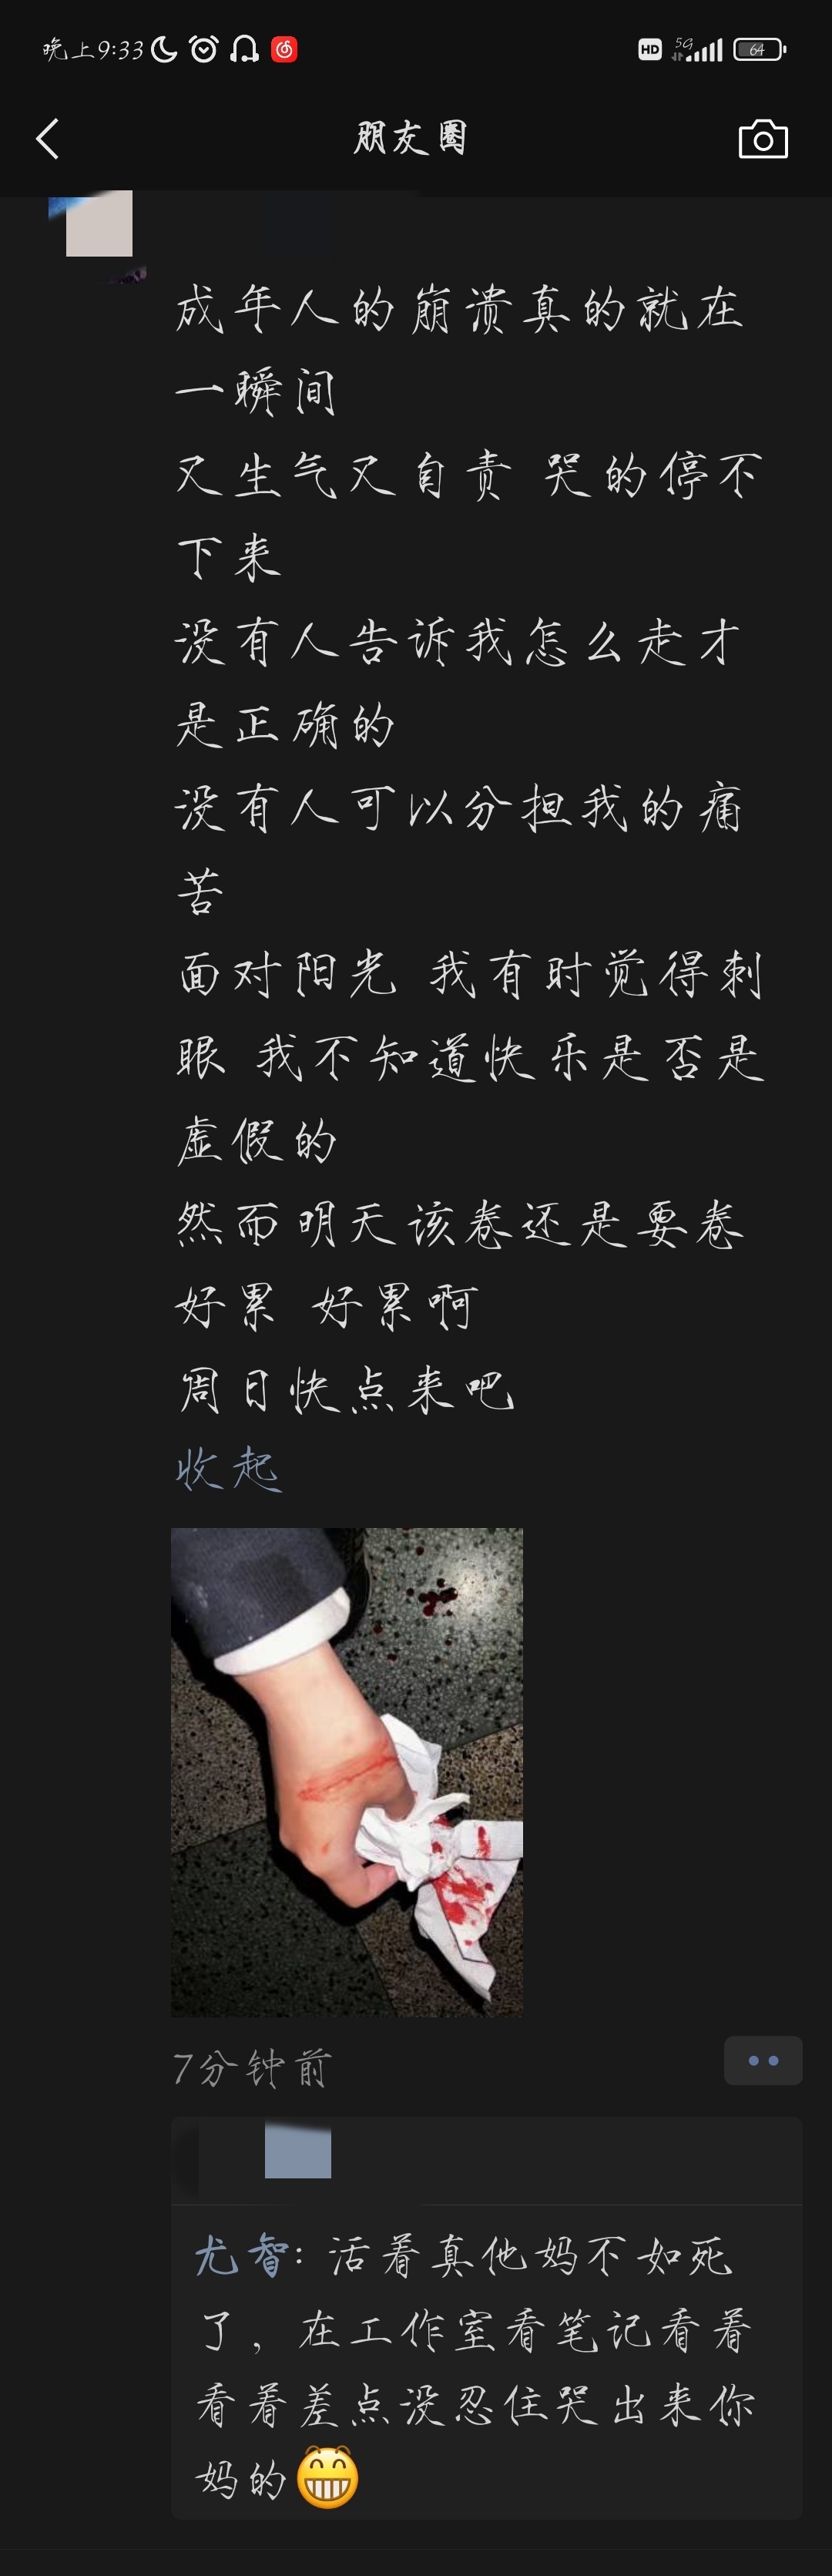 晚上9:33
HD
5G
64
朋友圈
成年人的崩溃真的就在
一瞬间
又生气又自责 哭的停不
下来
没有人告诉我怎么走才
是正确的
没有人可以分担我的痛
苦
面对阳光 我有时觉得刺
眼 我不知道快乐是否是
虚假的
然而明天该卷还是要卷
好累 好累啊
周日快点来吧
收起
7分钟前
尤智: 活着真他妈不如死
了，在工作室看笔记看着
看着差点没忍住哭出来你
妈的